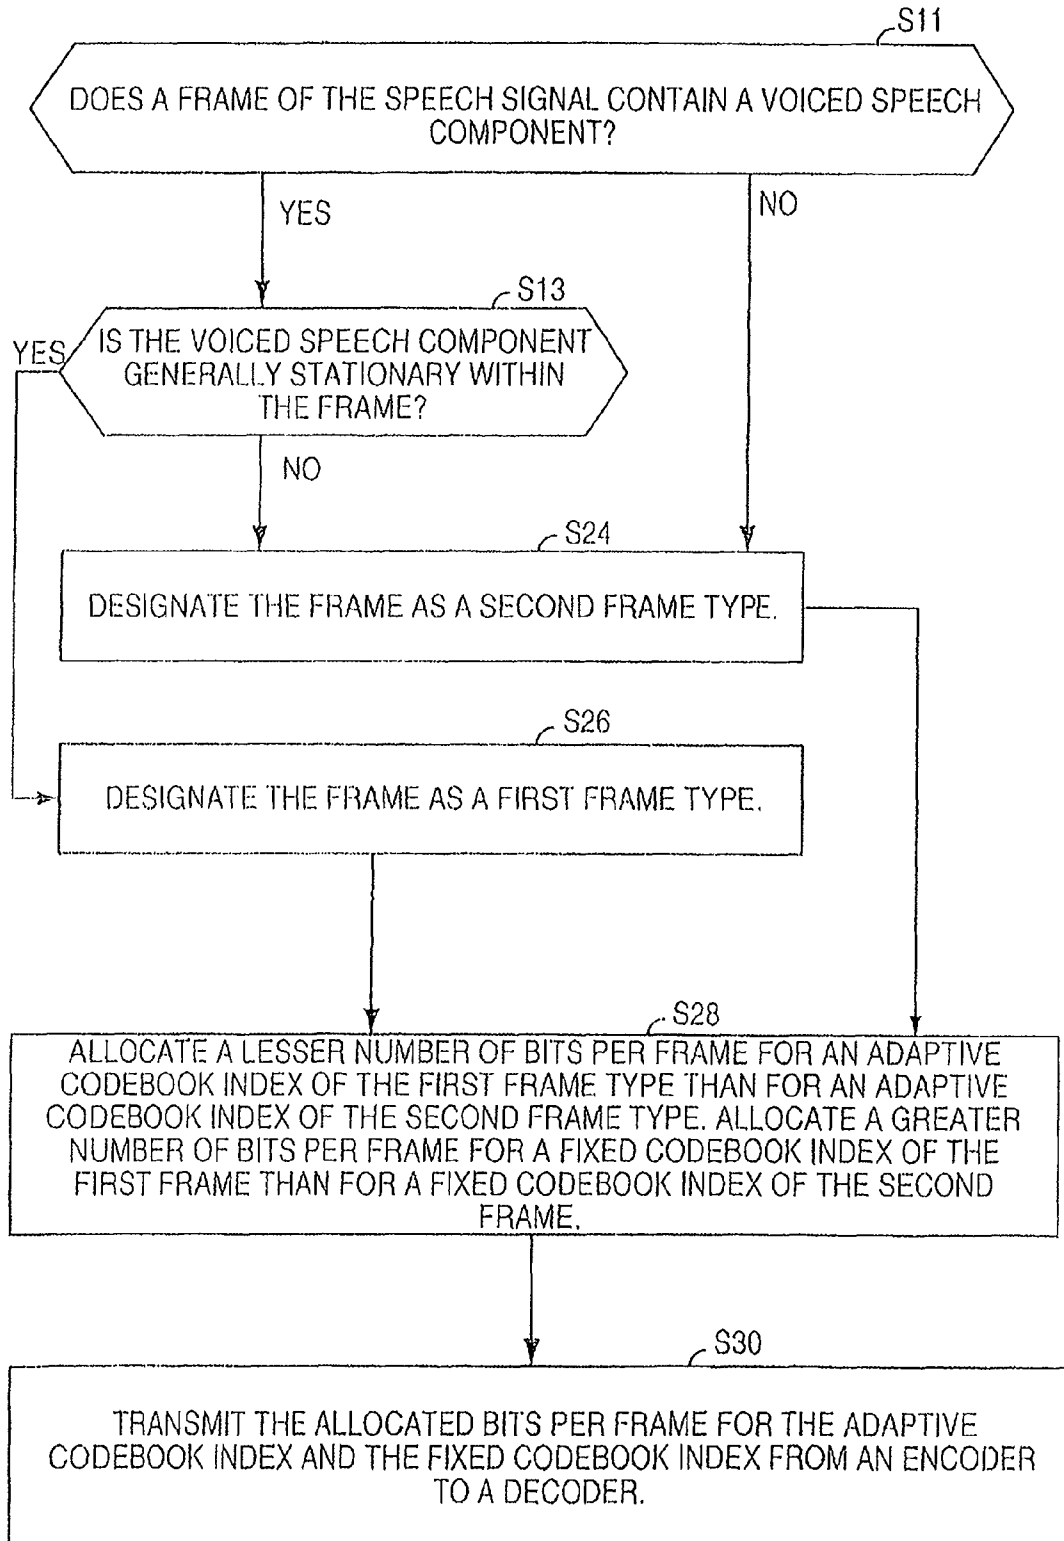 S11
DOES A FRAME OF THE SPEECH SIGNAL CONTAIN A VOICED SPEECH
COMPONENT?
YES
NO
S13
YES
IS THE VOICED SPEECH COMPONENT
GENERALLY STATIONARY WITHIN
THE FRAME?
NO
S24
DESIGNATE THE FRAME AS A SECOND FRAME TYPE.
S26
DESIGNATE THE FRAME AS A FIRST FRAME TYPE.
S28
ALLOCATE A LESSER NUMBER OF BITS PER FRAME FOR AN ADAPTIVE
CODEBOOK INDEX OF THE FIRST FRAME TYPE THAN FOR AN ADAPTIVE
CODEBOOK INDEX OF THE SECOND FRAME TYPE. ALLOCATE A GREATER
NUMBER OF BITS PER FRAME FOR A FIXED CODEBOOK INDEX OF THE
FIRST FRAME THAN FOR A FIXED CODEBOOK INDEX OF THE SECOND
FRAME.
S30
TRANSMIT THE ALLOCATED BITS PER FRAME FOR THE ADAPTIVE
CODEBOOK INDEX AND THE FIXED CODEBOOK INDEX FROM AN ENCODER
TO A DECODER.